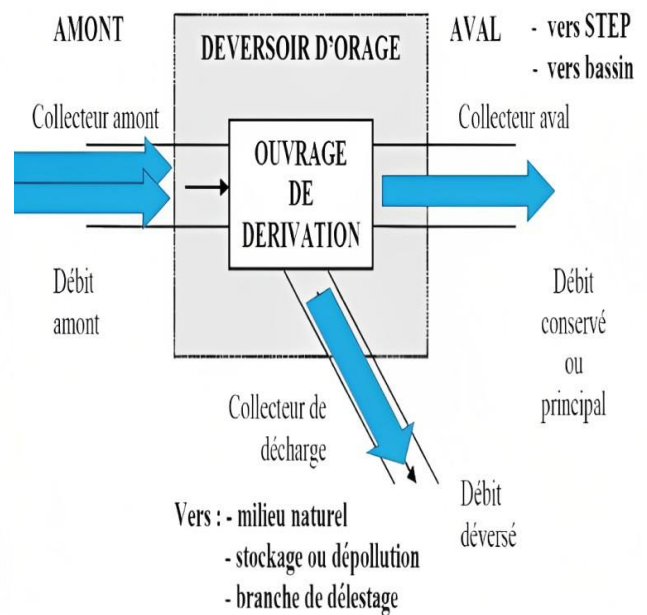 AMONT
DEVERSOIR D'ORAGE
AVAL - vers STEP
- vers bassin
Collecteur amont
Collecteur aval
OUVRAGE
DE
DERIVATION
Débit
amont
Débit
conservé
ou
principal
Collecteur de
décharge
Débit
déversé
Vers : - milieu naturel
- stockage ou dépollution
- branche de délestage